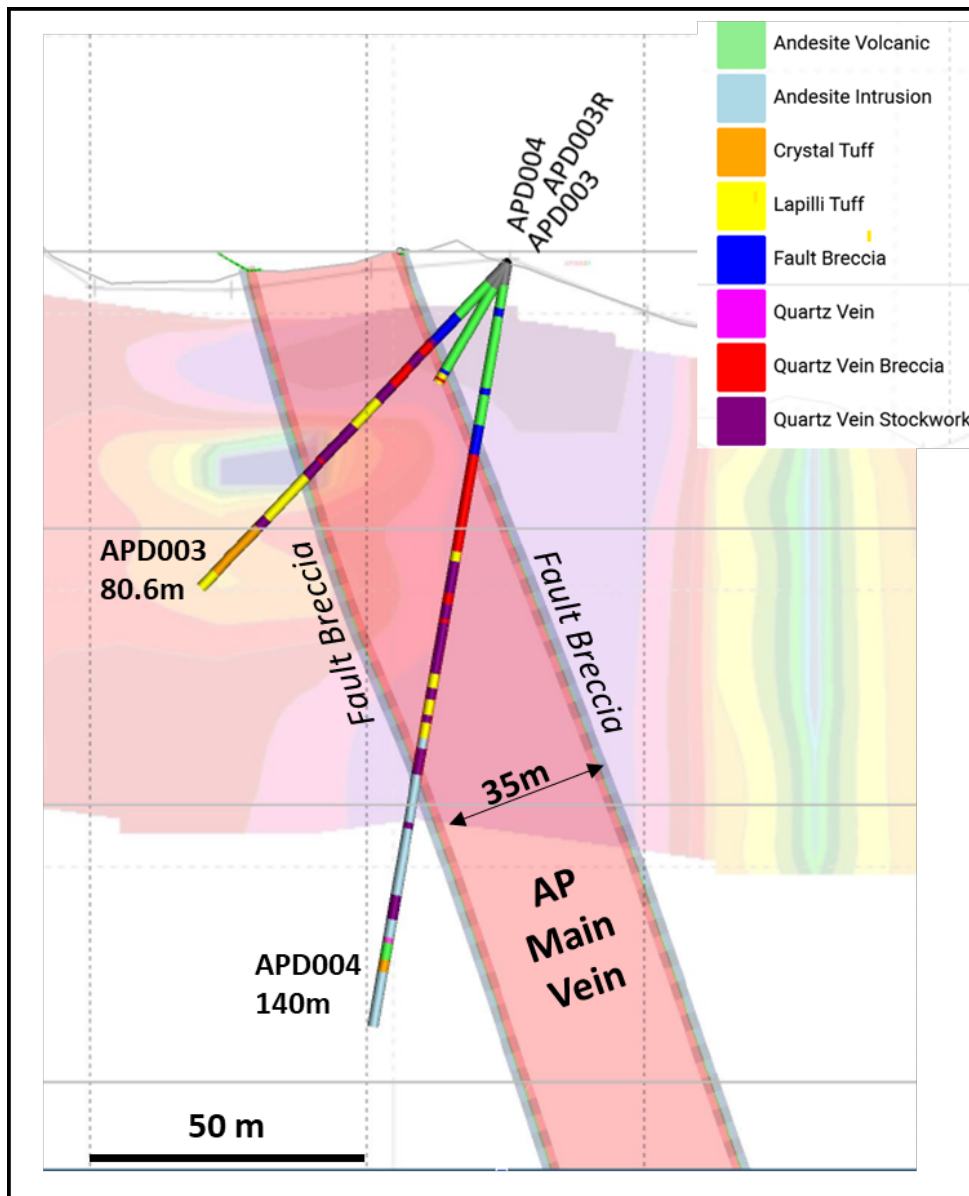 Andesite Volcanic
Andesite Intrusion
Crystal Tuff
Lapilli Tuff
Fault Breccia
Quartz Vein
Quartz Vein Breccia
Quartz Vein Stockwork
APD004
APD003R
APD003
APD003
80.6m
Fault Breccia
Fault Breccia
35m
AP
Main
Vein
APD004
140m
50 m